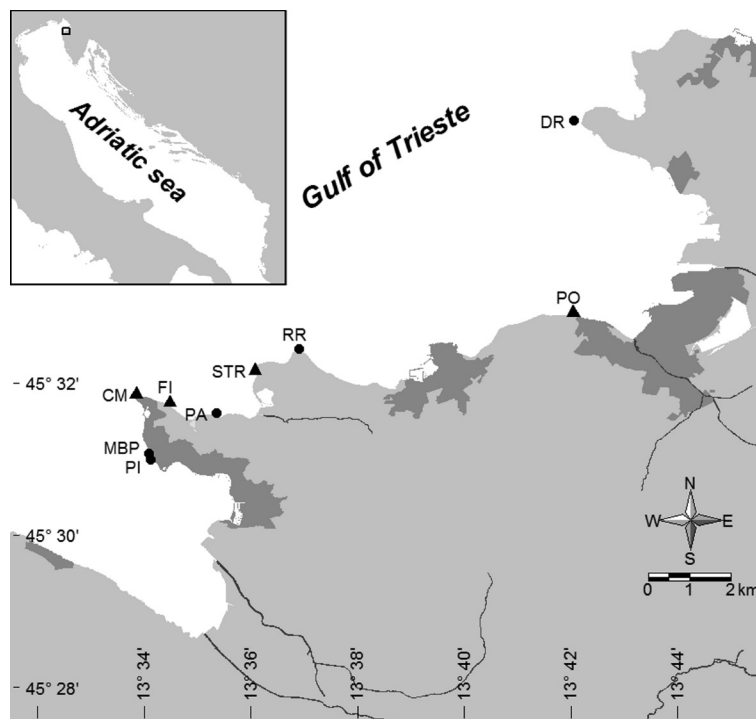 Adriatic sea
Gulf of Trieste
DR
PO
RR
STR
FI
CM
PA
MBP
PI
45° 32'
45° 30'
45° 28'
N
W E
S
0 1 2 km
13° 34'
13° 36'
13° 38'
13° 40'
13° 42'
13° 44'